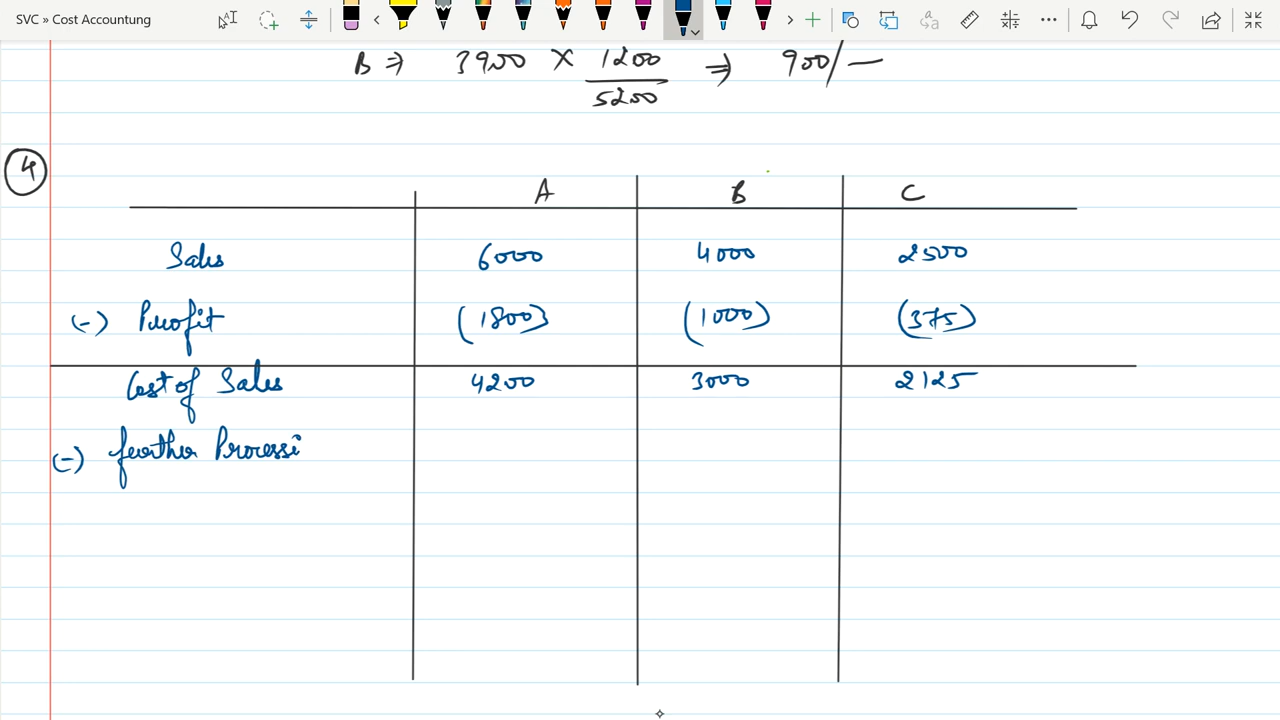 SVC » Cost Accountung
B ⇒ 3900 × 1200/5200 ⇒ 900/—
4
A B C
Sales 6000 4000 2500
(-) Profit (1800) (1000) (375)
Cost of Sales 4200 3000 2125
(-) further Processi